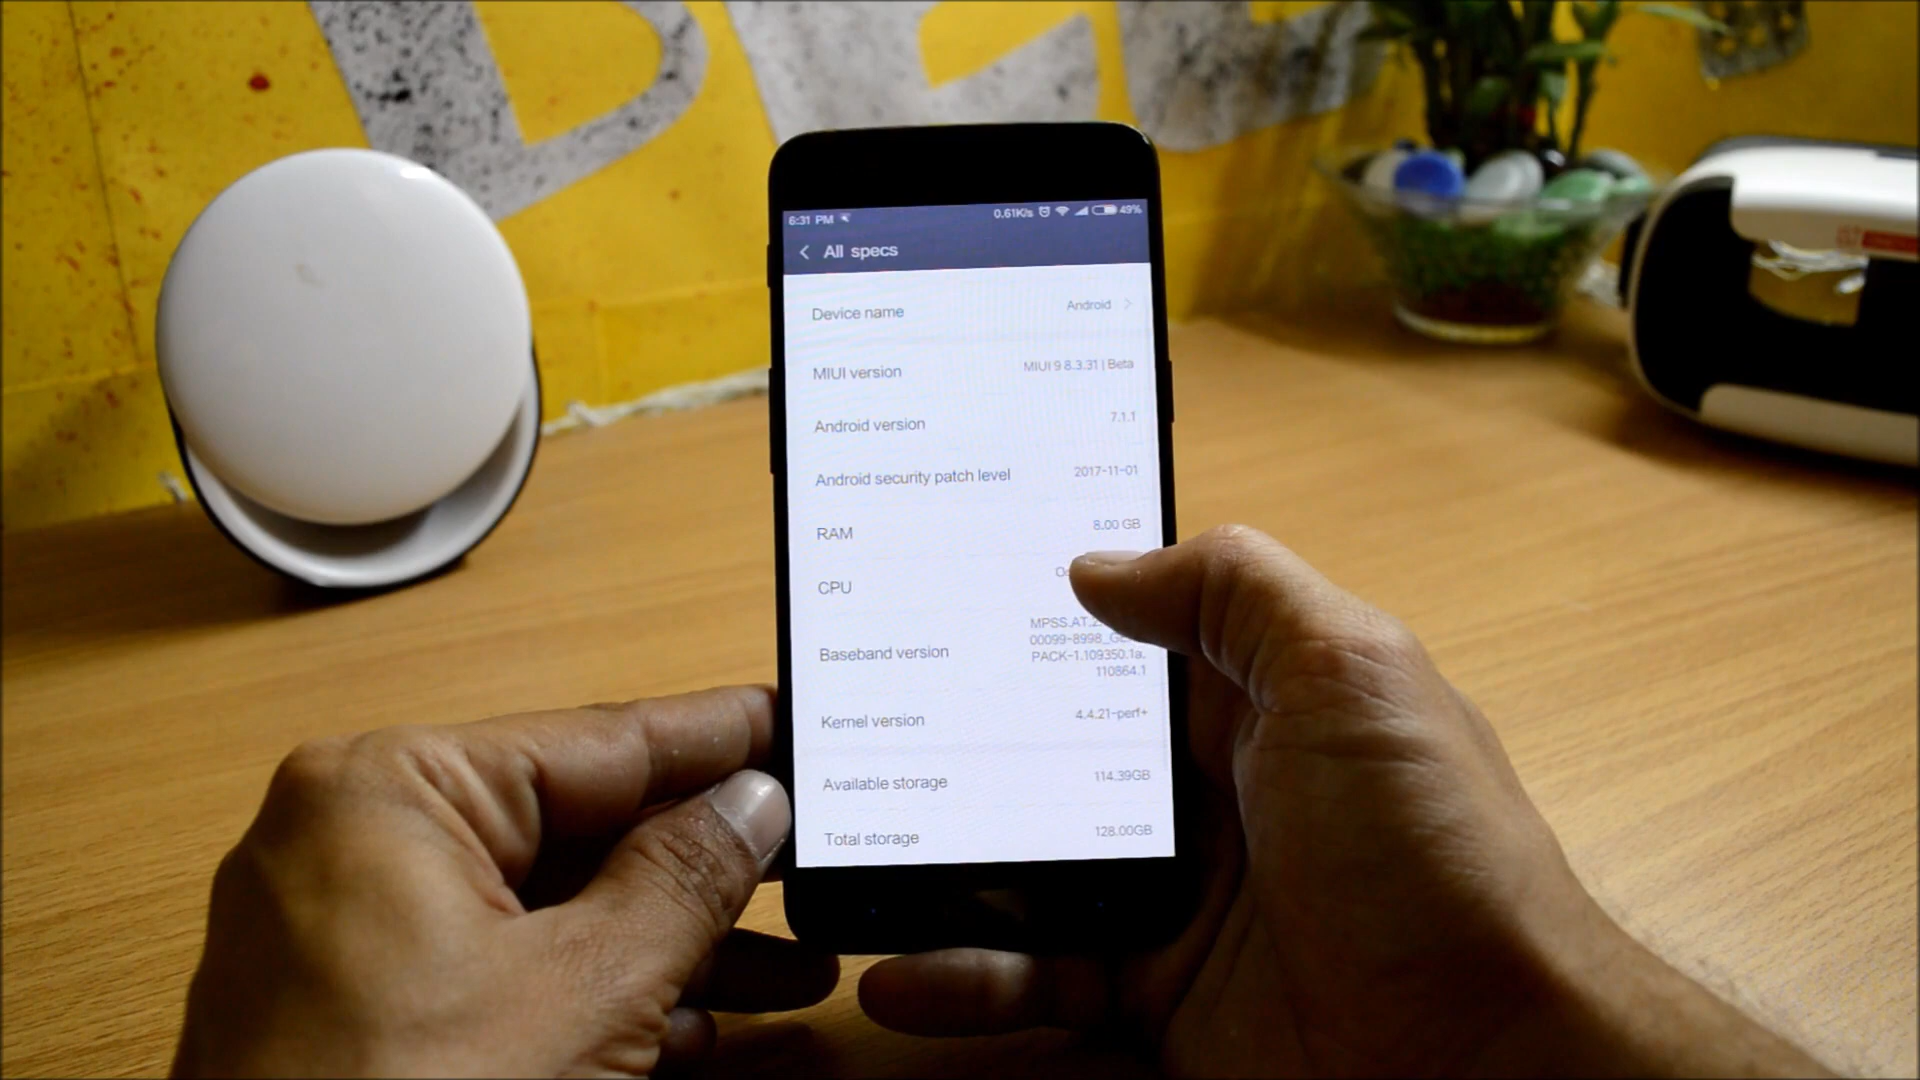 6:31 PM 0.61K/s 49%
All specs
Device name Android
MIUI version MIUI 9 8.3.31 | Beta
Android version 7.1.1
Android security patch level 2017-11-01
RAM 8.00 GB
CPU
Baseband version MPSS.AT.2.
00099-8998_GE
PACK-1.109350.1a.
110864.1
Kernel version 4.4.21-perf+
Available storage 114.39GB
Total storage 128.00GB